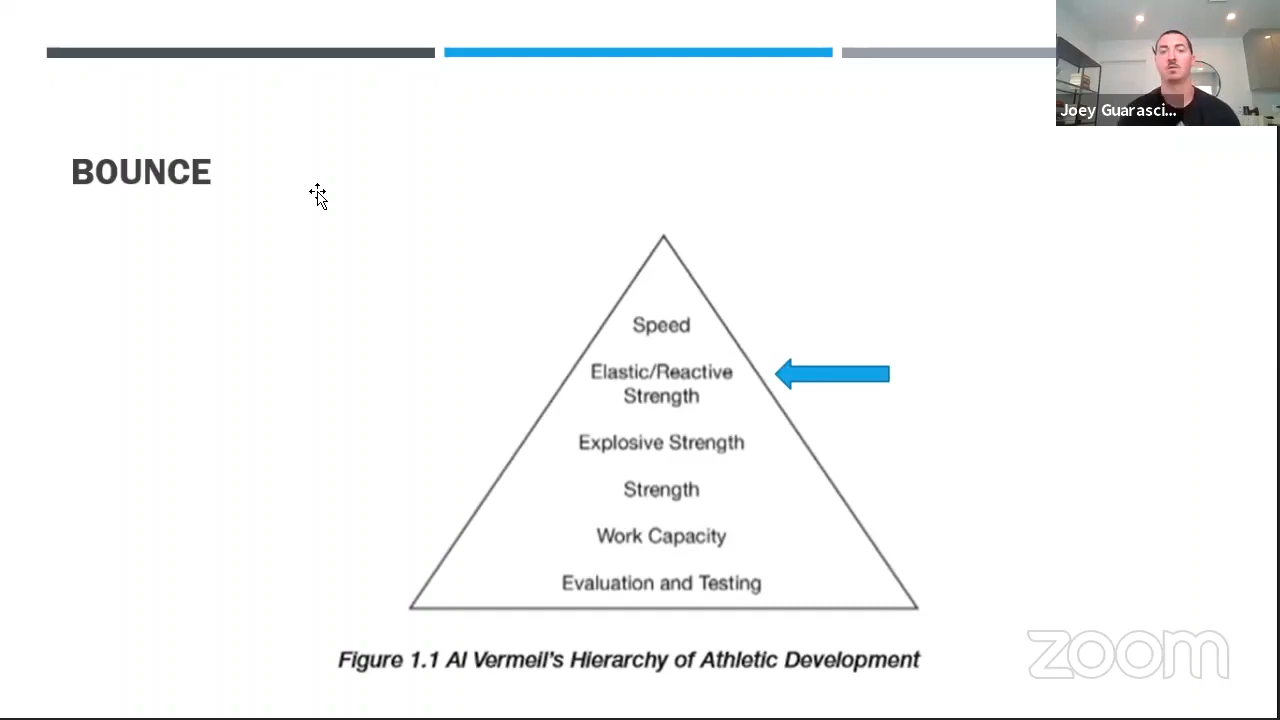 Joey Guarasci...
BOUNCE
Speed
Elastic/Reactive
Strength
Explosive Strength
Strength
Work Capacity
Evaluation and Testing
Figure 1.1 Al Vermeil's Hierarchy of Athletic Development
zoom